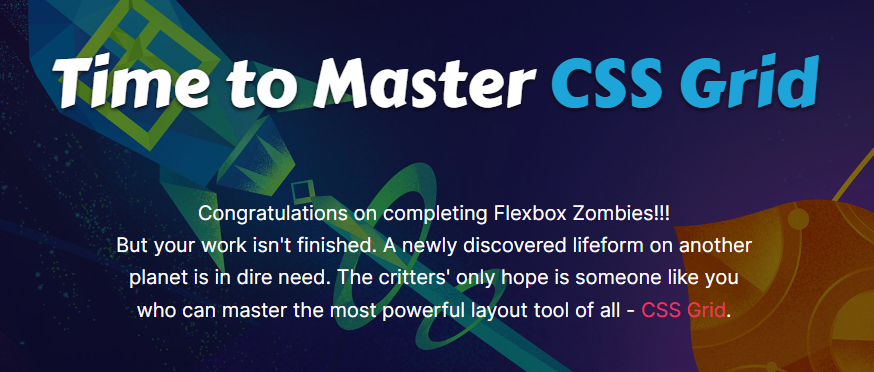 Time to Master CSS Grid
Congratulations on completing Flexbox Zombies!!!
But your work isn't finished. A newly discovered lifeform on another
planet is in dire need. The critters' only hope is someone like you
who can master the most powerful layout tool of all - CSS Grid.